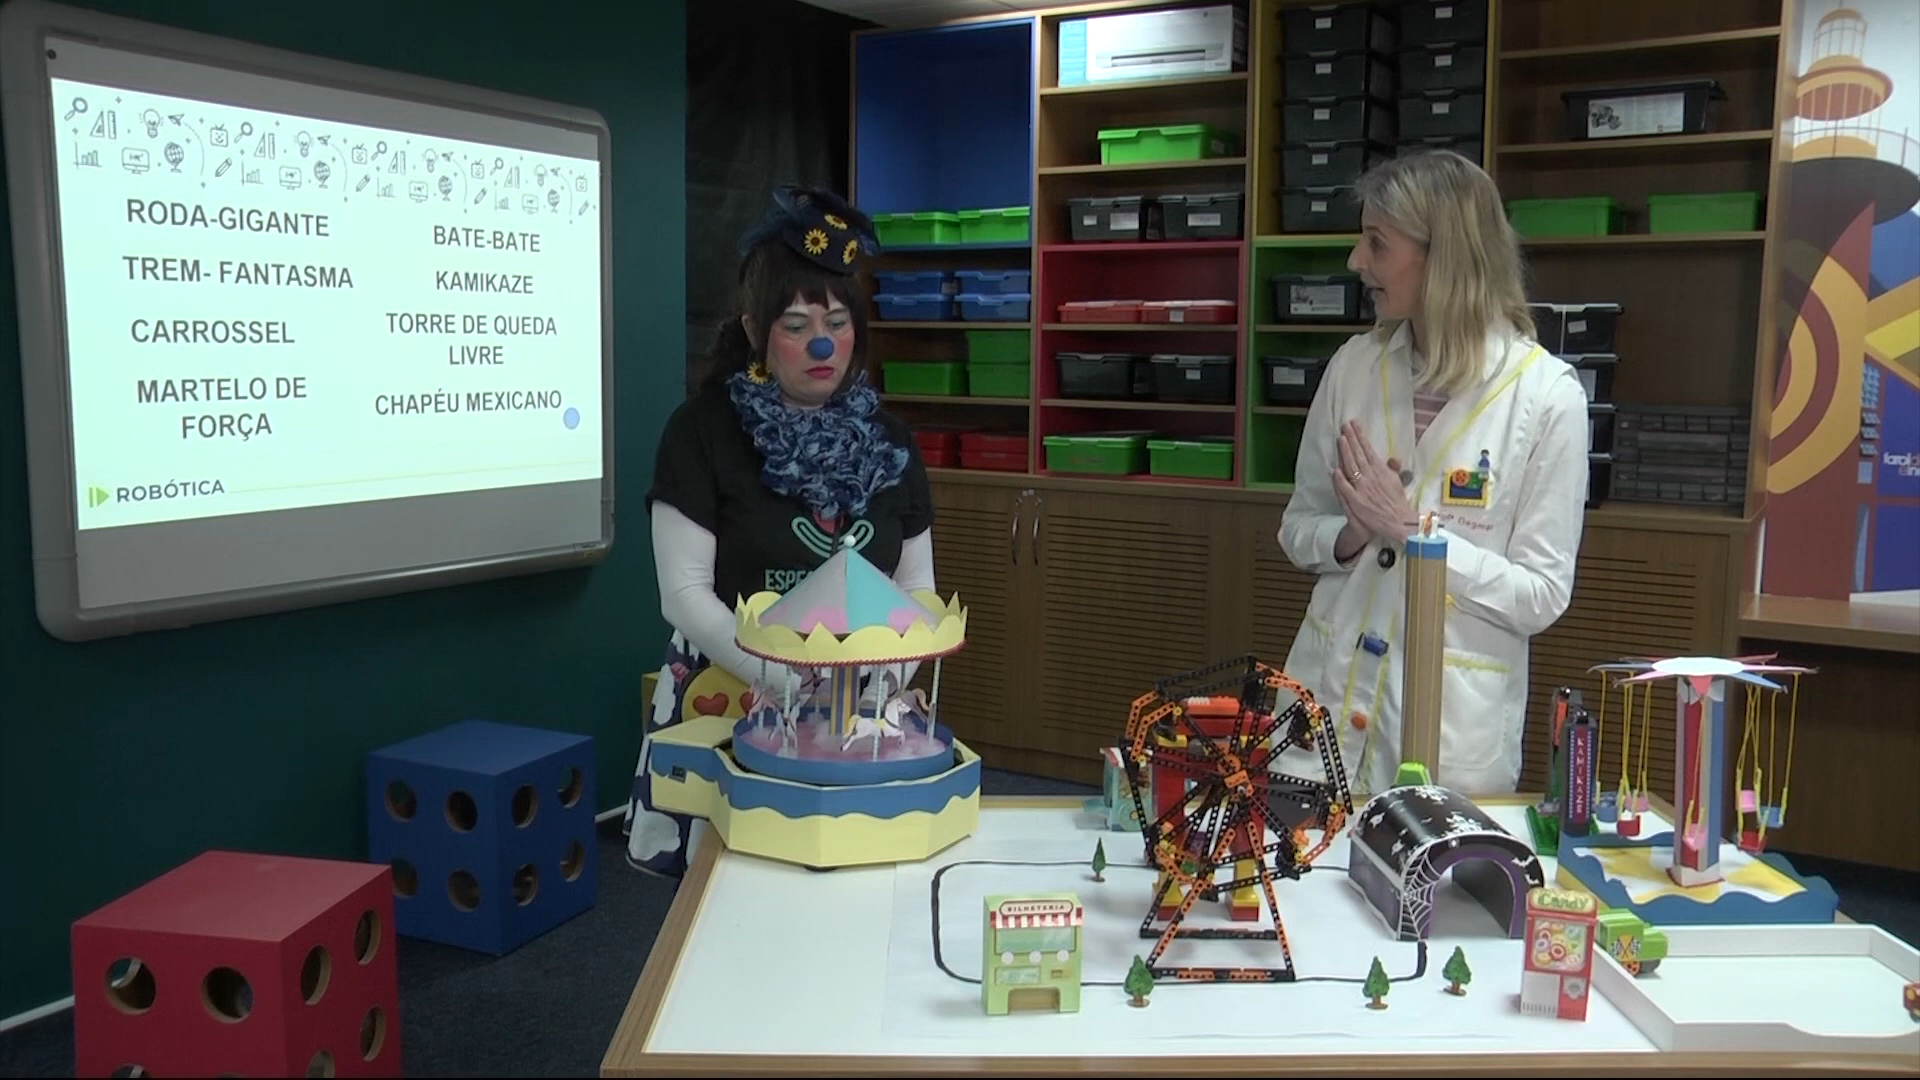 RODA-GIGANTE
TREM- FANTASMA
CARROSSEL
MARTELO DE
FORÇA
BATE-BATE
KAMIKAZE
TORRE DE QUEDA
LIVRE
CHAPÉU MEXICANO
ROBÓTICA
BILHETERIA
KAMIKAZE
Candy